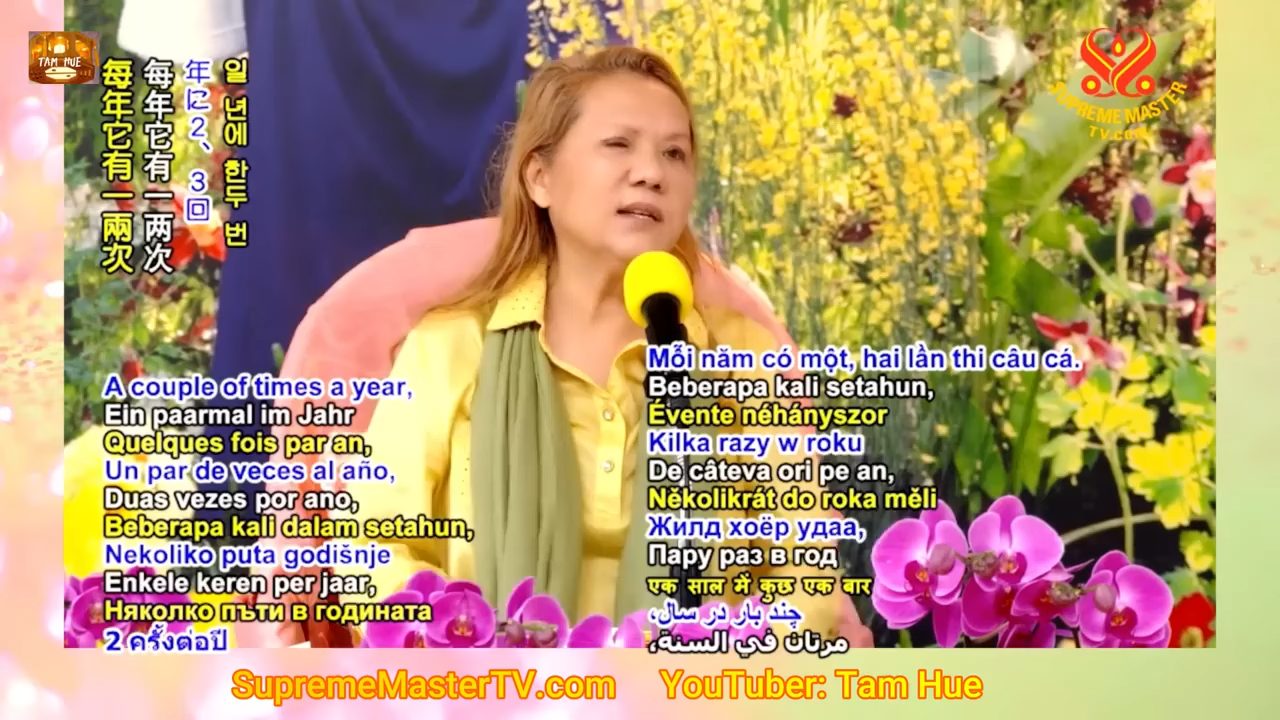 TAM HUE
SUPREME MASTER
TV.com
每年它有一兩次
每年它有一两次
年に2、3回
일 년에 한두 번
A couple of times a year,
Ein paarmal im Jahr
Quelques fois par an,
Un par de veces al año,
Duas vezes por ano,
Beberapa kali dalam setahun,
Nekoliko puta godišnje
Enkele keren per jaar,
Няколко пъти в годината
2 ครั้งต่อปี
Mỗi năm có một, hai lần thi câu cá.
Beberapa kali setahun,
Évente néhányszor
Kilka razy w roku
De câteva ori pe an,
Několikrát do roka měli
Жилд хоёр удаа,
Пару раз в год
एक साल में कुछ एक बार
چند بار در سال،
مرتان في السنة،
SupremeMasterTV.com YouTuber: Tam Hue